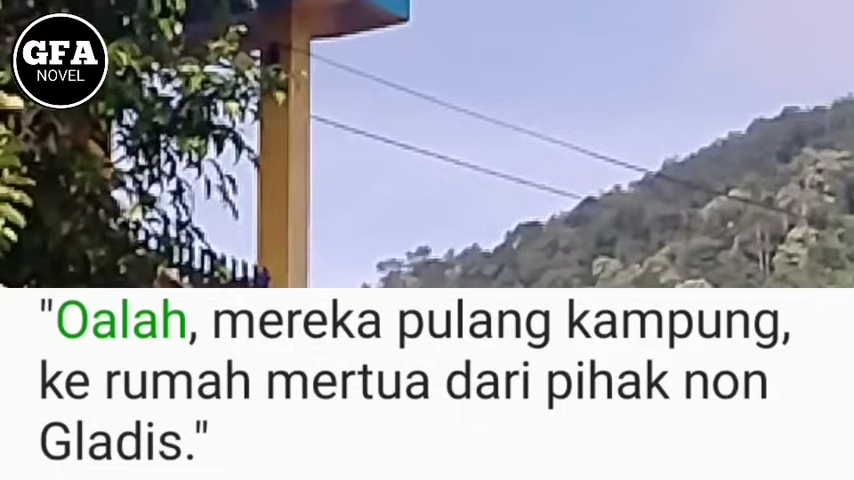 GFA
NOVEL
"Oalah, mereka pulang kampung,
ke rumah mertua dari pihak non
Gladis."